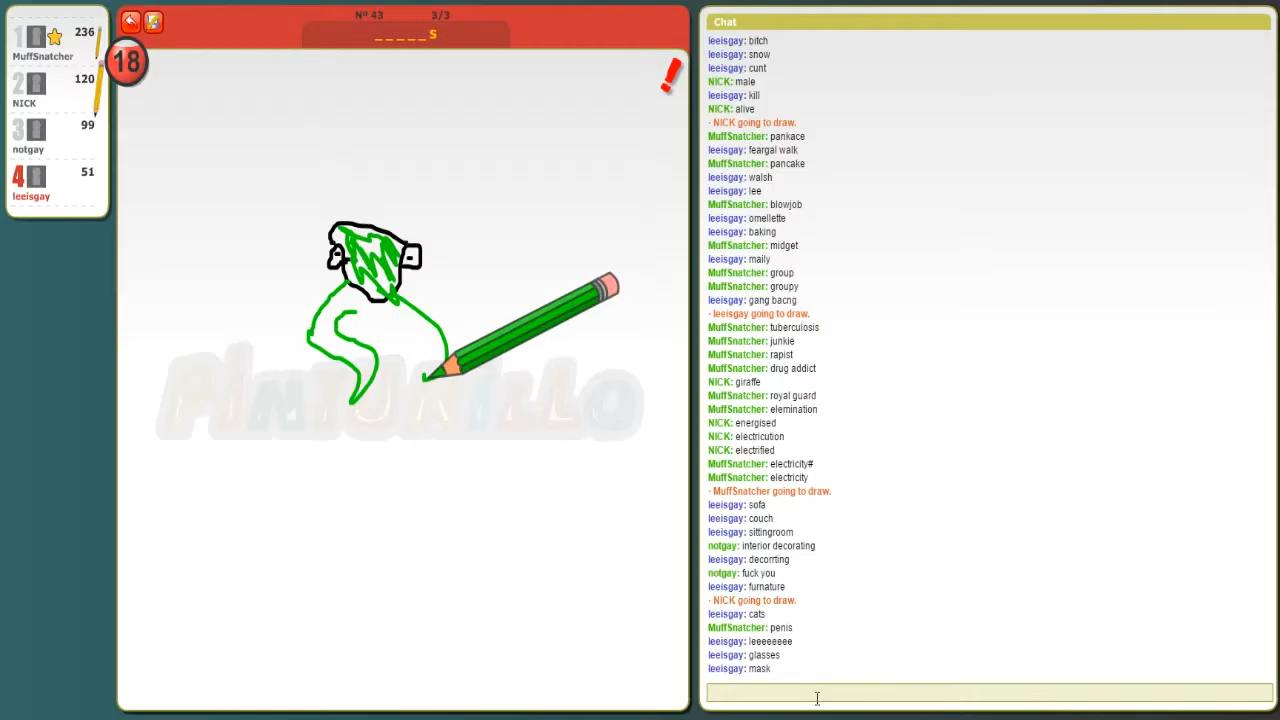 Nº 43 3/3
_ _ _ _ _ S
18
1 236
MuffSnatcher
2 120
NICK
3 99
notgay
4 51
leeisgay
Chat
leeisgay: bitch
leeisgay: snow
leeisgay: cunt
NICK: male
leeisgay: kill
NICK: alive
· NICK going to draw.
MuffSnatcher: pankace
leeisgay: feargal walk
MuffSnatcher: pancake
leeisgay: walsh
leeisgay: lee
MuffSnatcher: blowjob
leeisgay: omellette
leeisgay: baking
MuffSnatcher: midget
leeisgay: maily
MuffSnatcher: group
MuffSnatcher: groupy
leeisgay: gang bacng
· leeisgay going to draw.
MuffSnatcher: tuberculosis
MuffSnatcher: junkie
MuffSnatcher: rapist
MuffSnatcher: drug addict
NICK: giraffe
MuffSnatcher: royal guard
MuffSnatcher: elemination
NICK: energised
NICK: electricution
NICK: electrified
MuffSnatcher: electricity#
MuffSnatcher: electricity
· MuffSnatcher going to draw.
leeisgay: sofa
leeisgay: couch
leeisgay: sittingroom
notgay: interior decorating
leeisgay: decorrting
notgay: fuck you
leeisgay: furnature
· NICK going to draw.
leeisgay: cats
MuffSnatcher: penis
leeisgay: leeeeeeee
leeisgay: glasses
leeisgay: mask